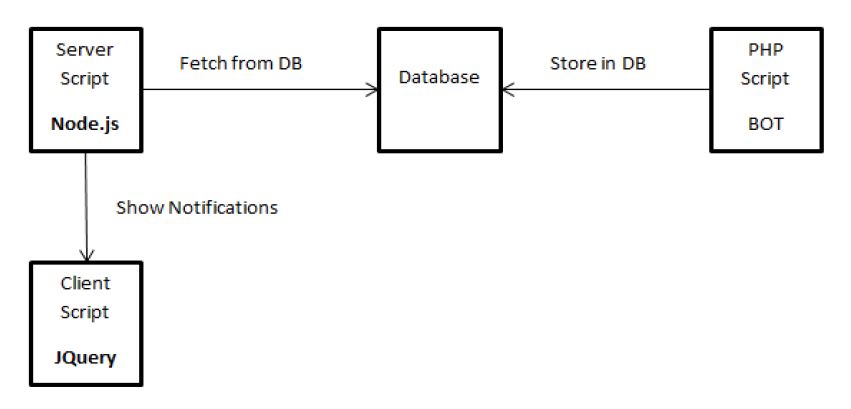 Server
Script
Node.js
Fetch from DB
Database
Store in DB
PHP
Script
BOT
Show Notifications
Client
Script
JQuery